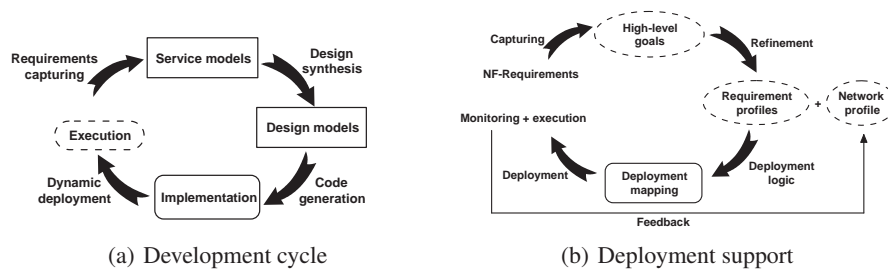 Requirements
capturing
Service models
Design
synthesis
Design models
Code
generation
Implementation
Dynamic
deployment
Execution
(a) Development cycle
Capturing
NF-Requirements
High-level
goals
Refinement
Requirement
profiles
+
Network
profile
Deployment
logic
Deployment
mapping
Deployment
Monitoring + execution
Feedback
(b) Deployment support